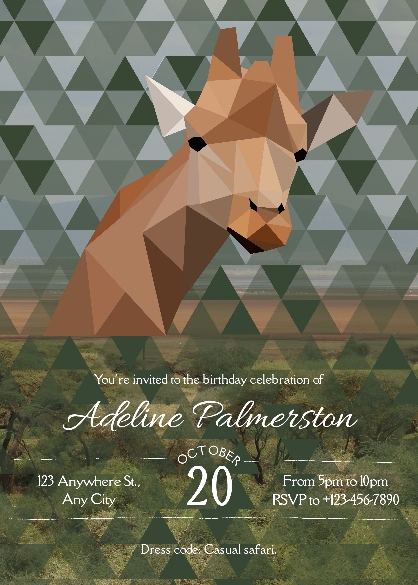 You're invited to the birthday celebration of
Adeline Palmerston
OCTOBER
20
123 Anywhere St.,
Any City
From 5pm to 10pm
RSVP to +123-456-7890
Dress code: Casual safari.